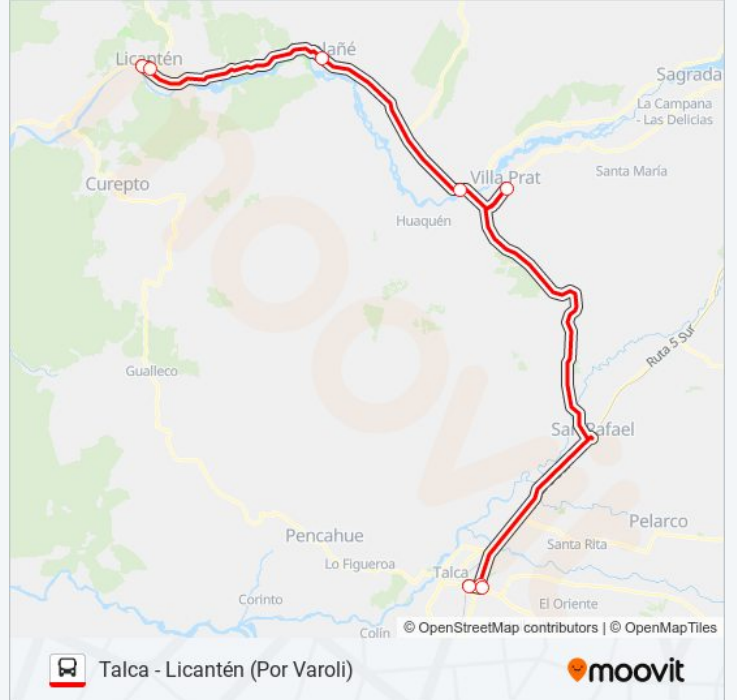 Licantén
Hualañé
Sagrada
La Campana
- Las Delicias
Villa Prat
Santa María
Curepto
Huaquén
Ruta 5 Sur
Gualleco
San Rafael
Pelarco
Pencahue
Santa Rita
Lo Figueroa
Talca
Corinto
El Oriente
Colín
© OpenStreetMap contributors | © OpenMapTiles
Talca - Licantén (Por Varoli)
moovit